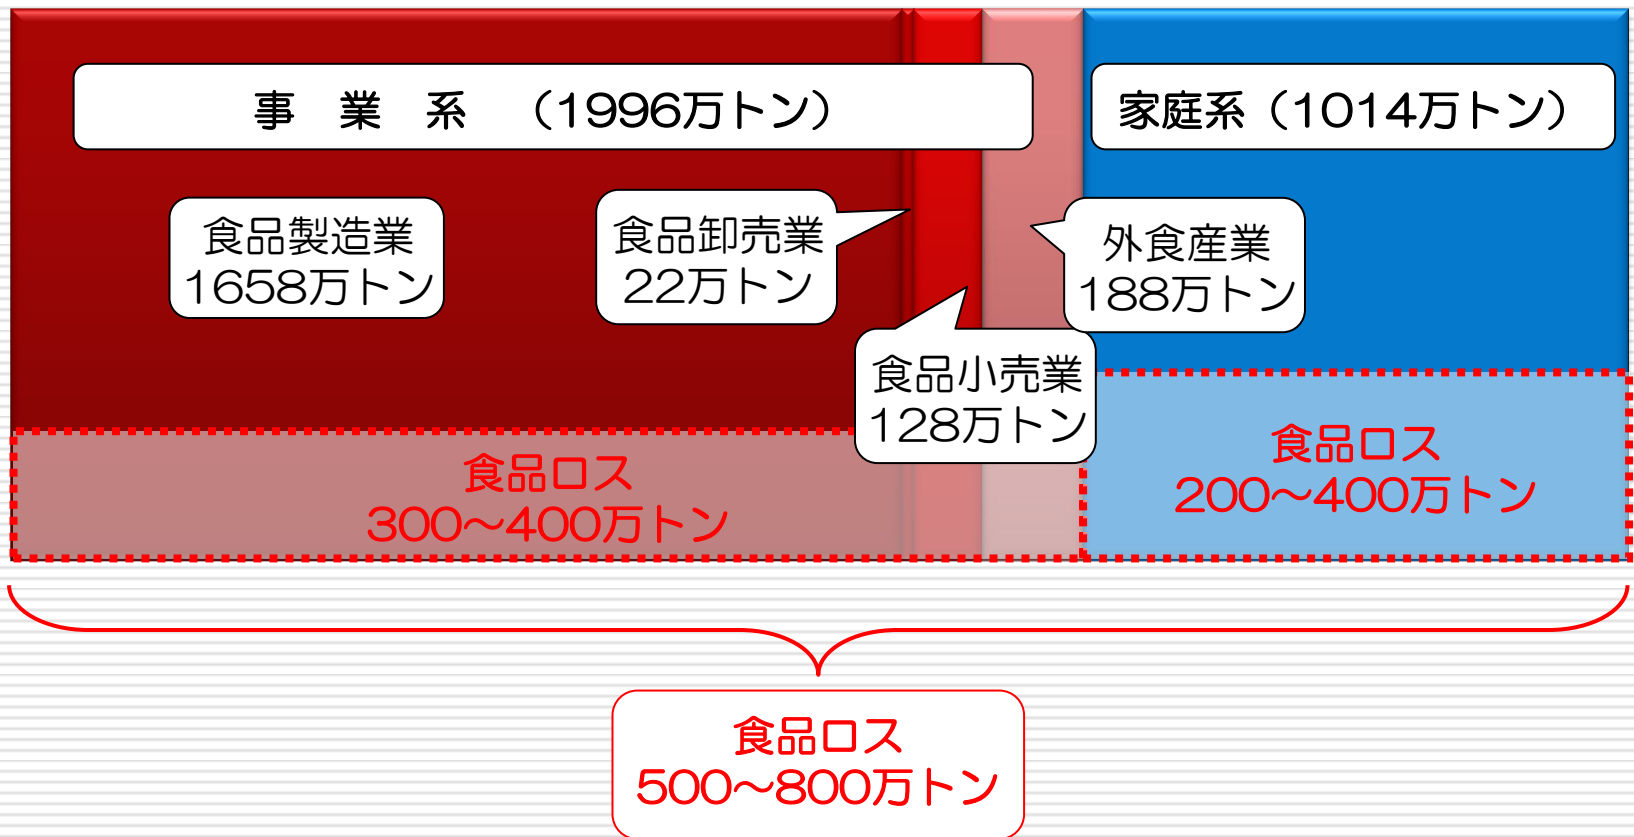 事　業　系　（1996万トン）
家庭系（1014万トン）
食品製造業
1658万トン
食品卸売業
22万トン
外食産業
188万トン
食品小売業
128万トン
食品ロス
300～400万トン
食品ロス
200～400万トン
食品ロス
500～800万トン